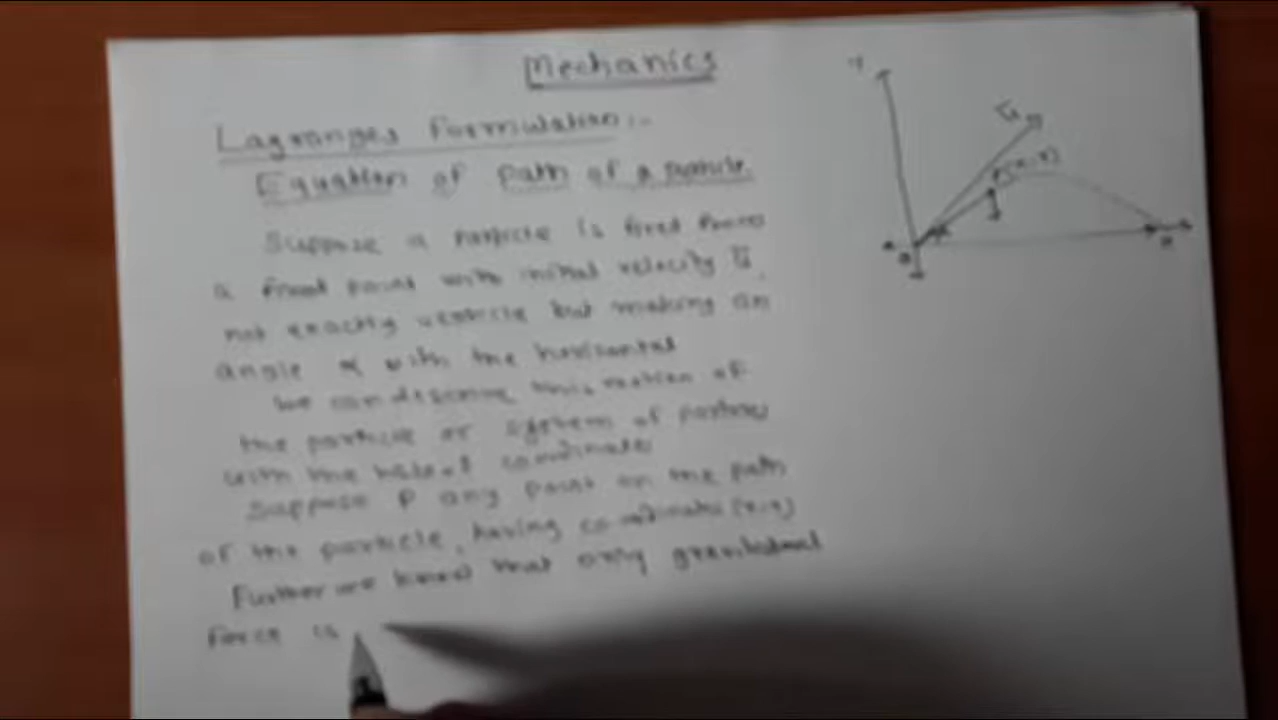 Mechanics
Lagranges Formulation :-
Equation of path of a particle
Suppose a particle is fired from
a fixed point with initial velocity u
not exactly verticle but making an
angle α with the horizontal
we can describe this motion of
the particle or system of particles
with the help of coordinate
Suppose P any point on the path
of the particle, having co-ordinates (x,y)
Further we know that only gravitational
force is
Y
u
P(x,y)
α
O
x